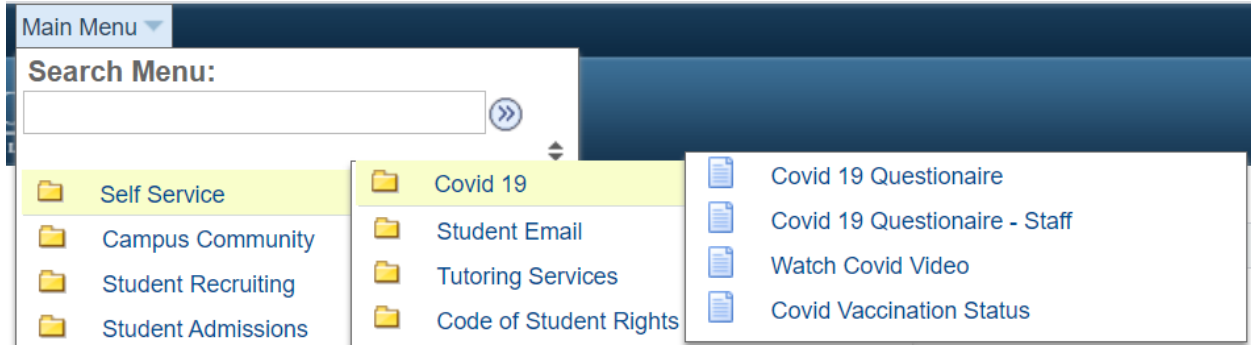 Main Menu
Search Menu:
Self Service
Campus Community
Student Recruiting
Student Admissions
Covid 19
Student Email
Tutoring Services
Code of Student Rights
Covid 19 Questionaire
Covid 19 Questionaire - Staff
Watch Covid Video
Covid Vaccination Status